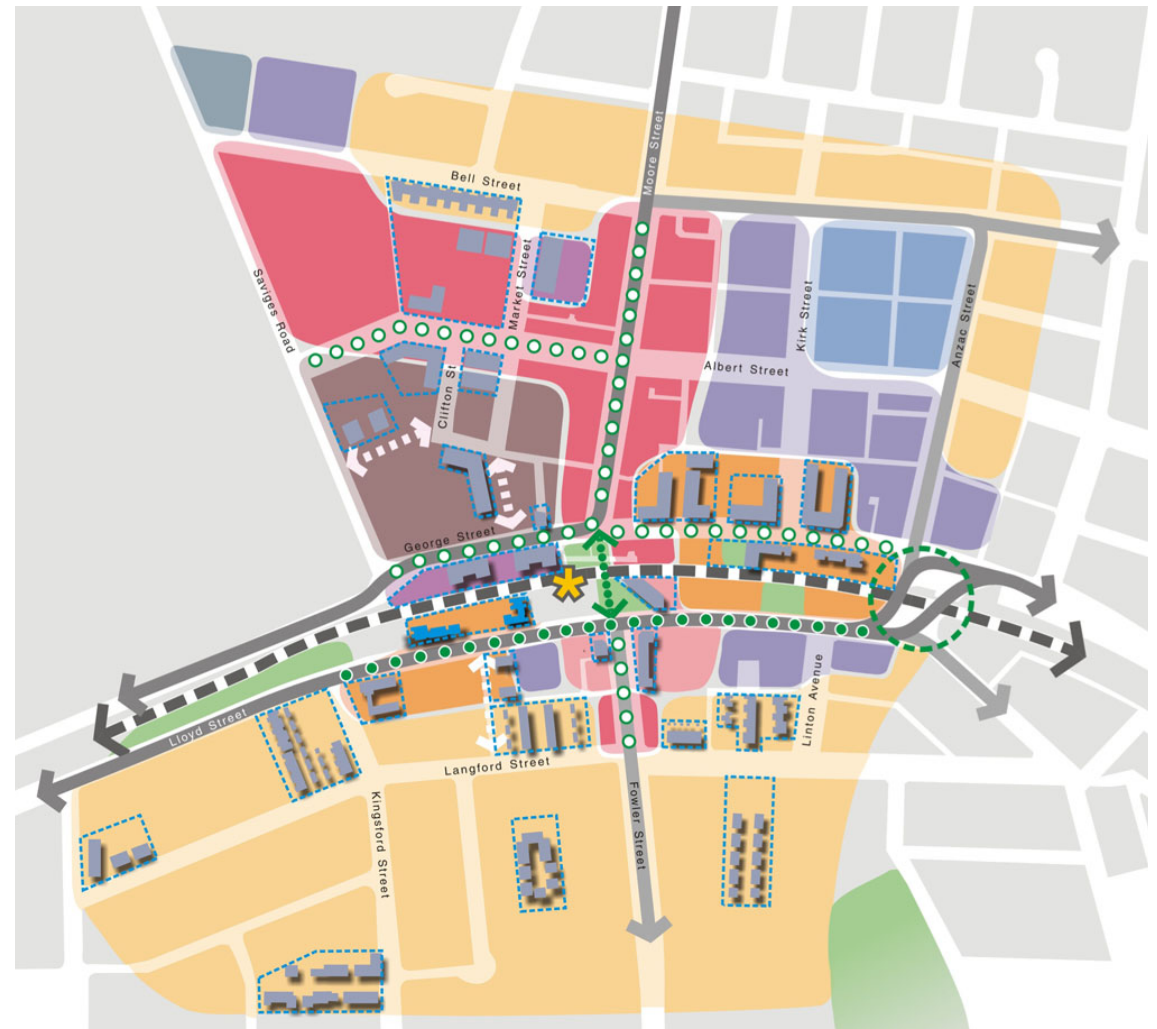 Moore Street
Bell Street
Market Street
Saviges Road
Kirk Street
Anzac Street
Albert Street
Clifton St
George Street
Linton Avenue
Lloyd Street
Langford Street
Kingsford Street
Fowler Street